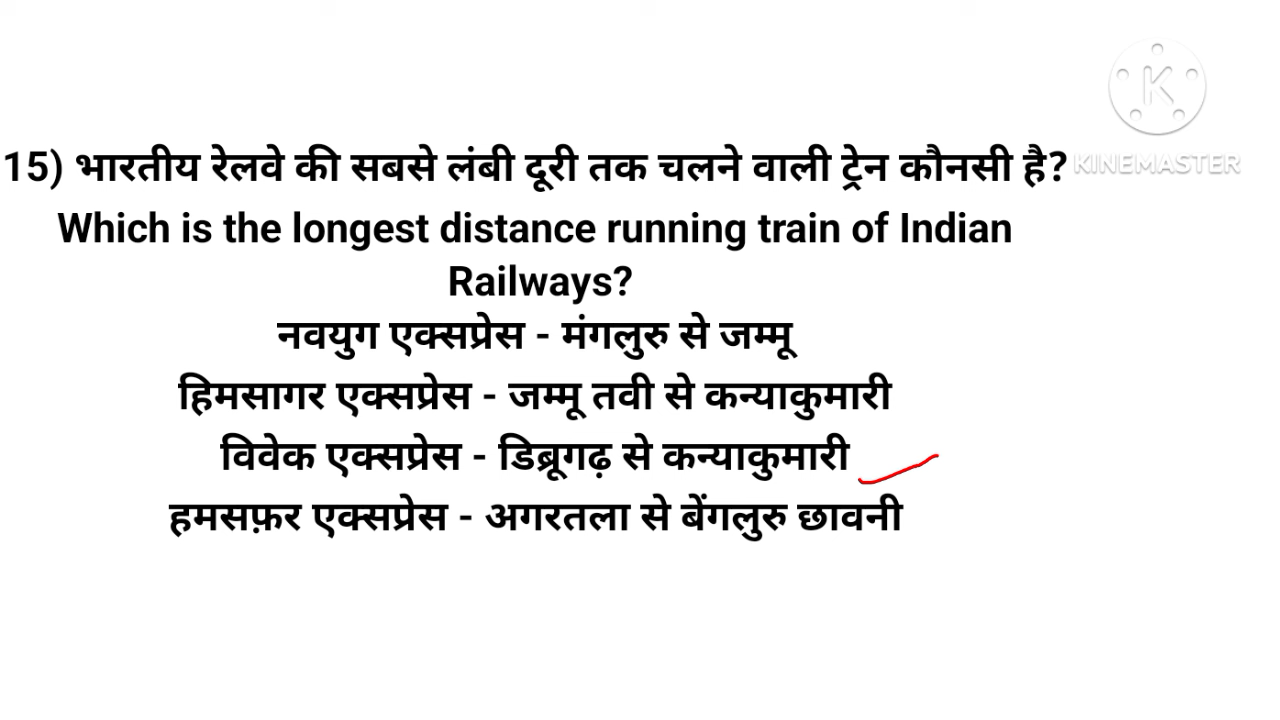 15) भारतीय रेलवे की सबसे लंबी दूरी तक चलने वाली ट्रेन कौनसी है?
KINEMASTER
Which is the longest distance running train of Indian
Railways?
नवयुग एक्सप्रेस - मंगलुरु से जम्मू
हिमसागर एक्सप्रेस - जम्मू तवी से कन्याकुमारी
विवेक एक्सप्रेस - डिब्रूगढ़ से कन्याकुमारी
हमसफ़र एक्सप्रेस - अगरतला से बेंगलुरु छावनी